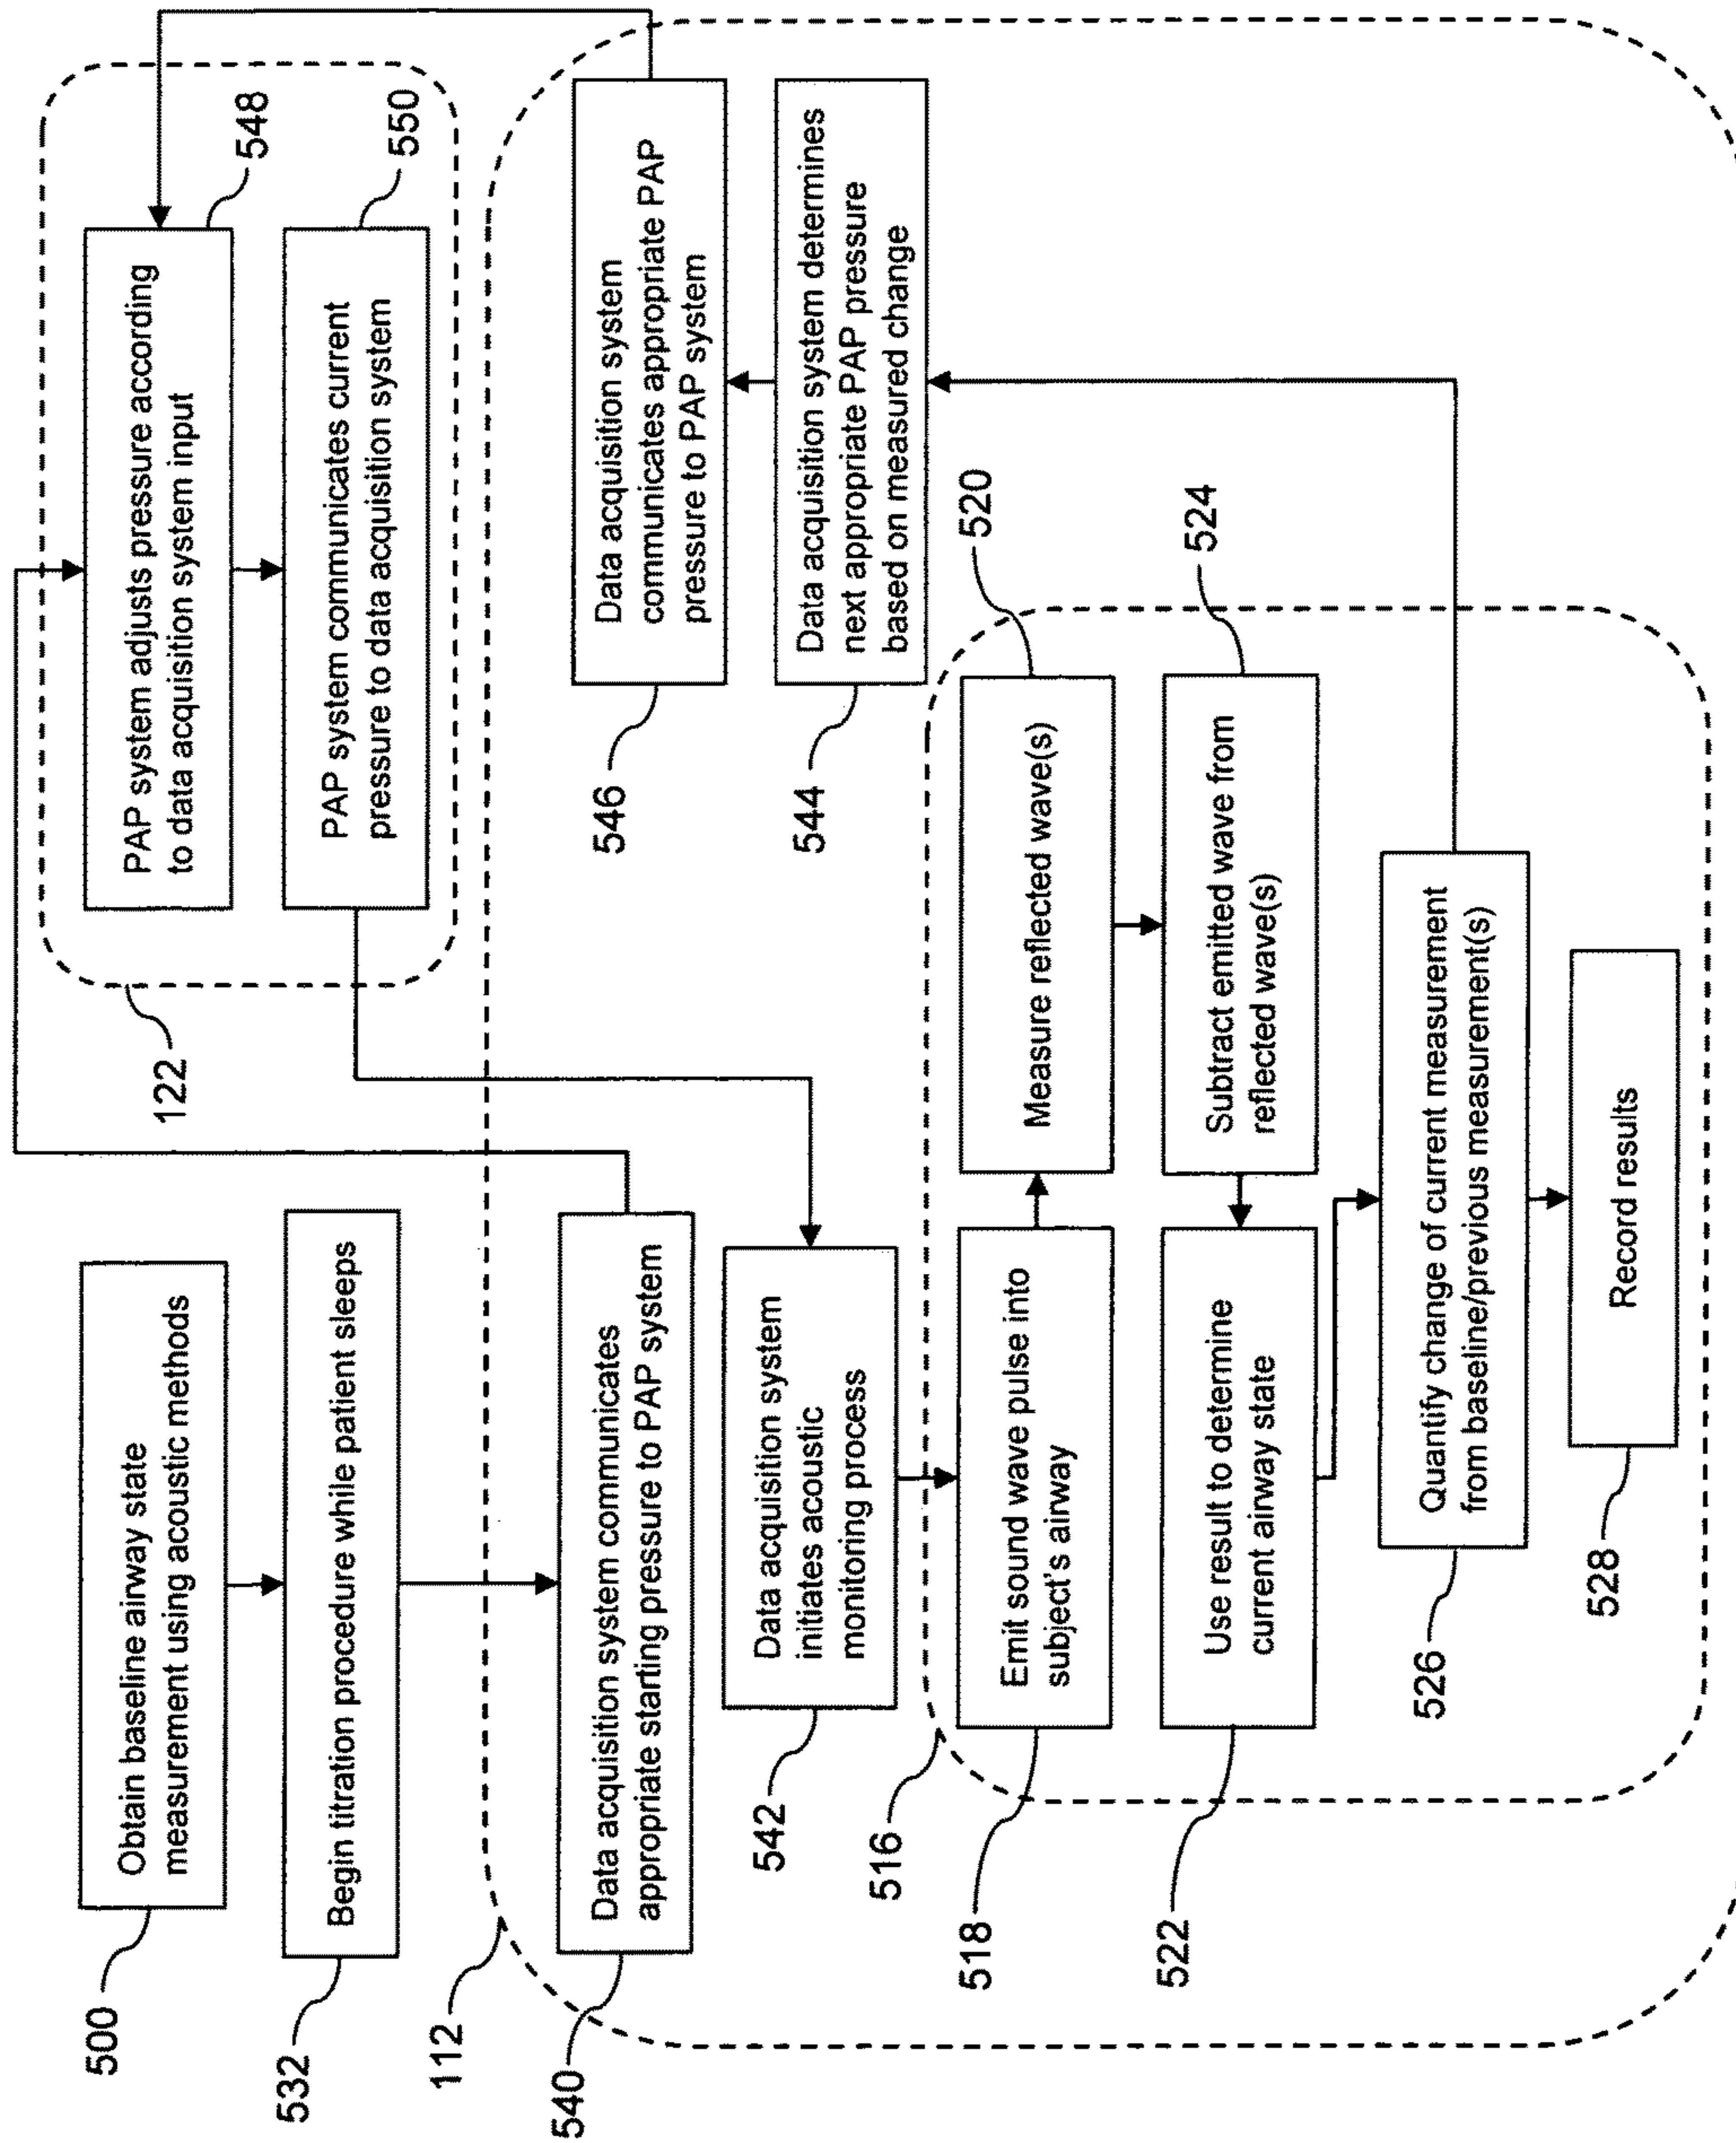 500
Obtain baseline airway state
measurement using acoustic methods
532
Begin titration procedure while patient sleeps
122
PAP system adjusts pressure according
to data acquisition system input
548
PAP system communicates current
pressure to data acquisition system
550
112
540
Data acquisition system communicates
appropriate starting pressure to PAP system
542
Data acquisition system
initiates acoustic
monitoring process
546
Data acquisition system
communicates appropriate PAP
pressure to PAP system
544
Data acquisition system determines
next appropriate PAP pressure
based on measured change
516
518
Emit sound wave pulse into
subject's airway
520
Measure reflected wave(s)
522
Use result to determine
current airway state
524
Subtract emitted wave from
reflected wave(s)
526
Quantify change of current measurement
from baseline/previous measurement(s)
528
Record results